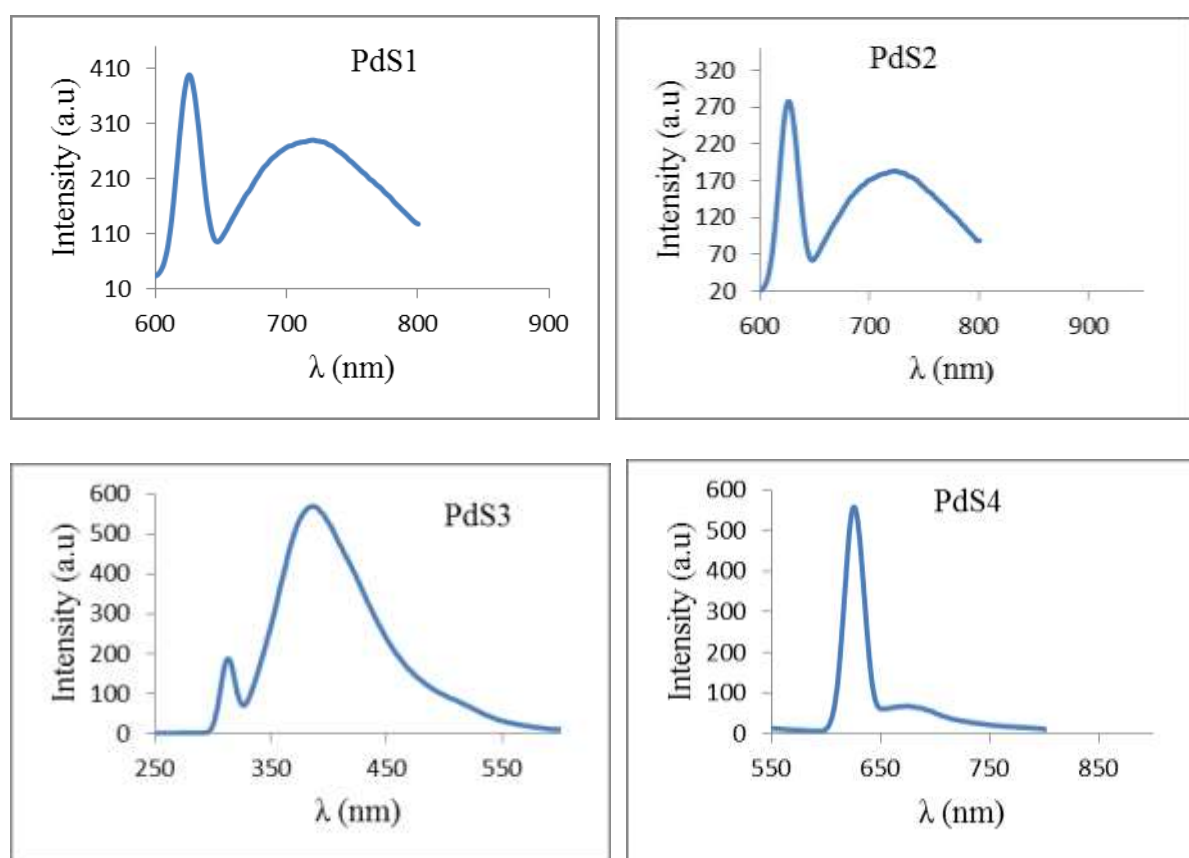 PdS1
Intensity (a.u)
410
310
210
110
10
600 700 800 900
λ (nm)
PdS2
Intensity (a.u)
320
270
220
170
120
70
20
600 700 800 900
λ (nm)
PdS3
Intensity (a.u)
600
500
400
300
200
100
0
250 350 450 550
λ (nm)
PdS4
Intensity (a.u)
600
500
400
300
200
100
0
550 650 750 850
λ (nm)